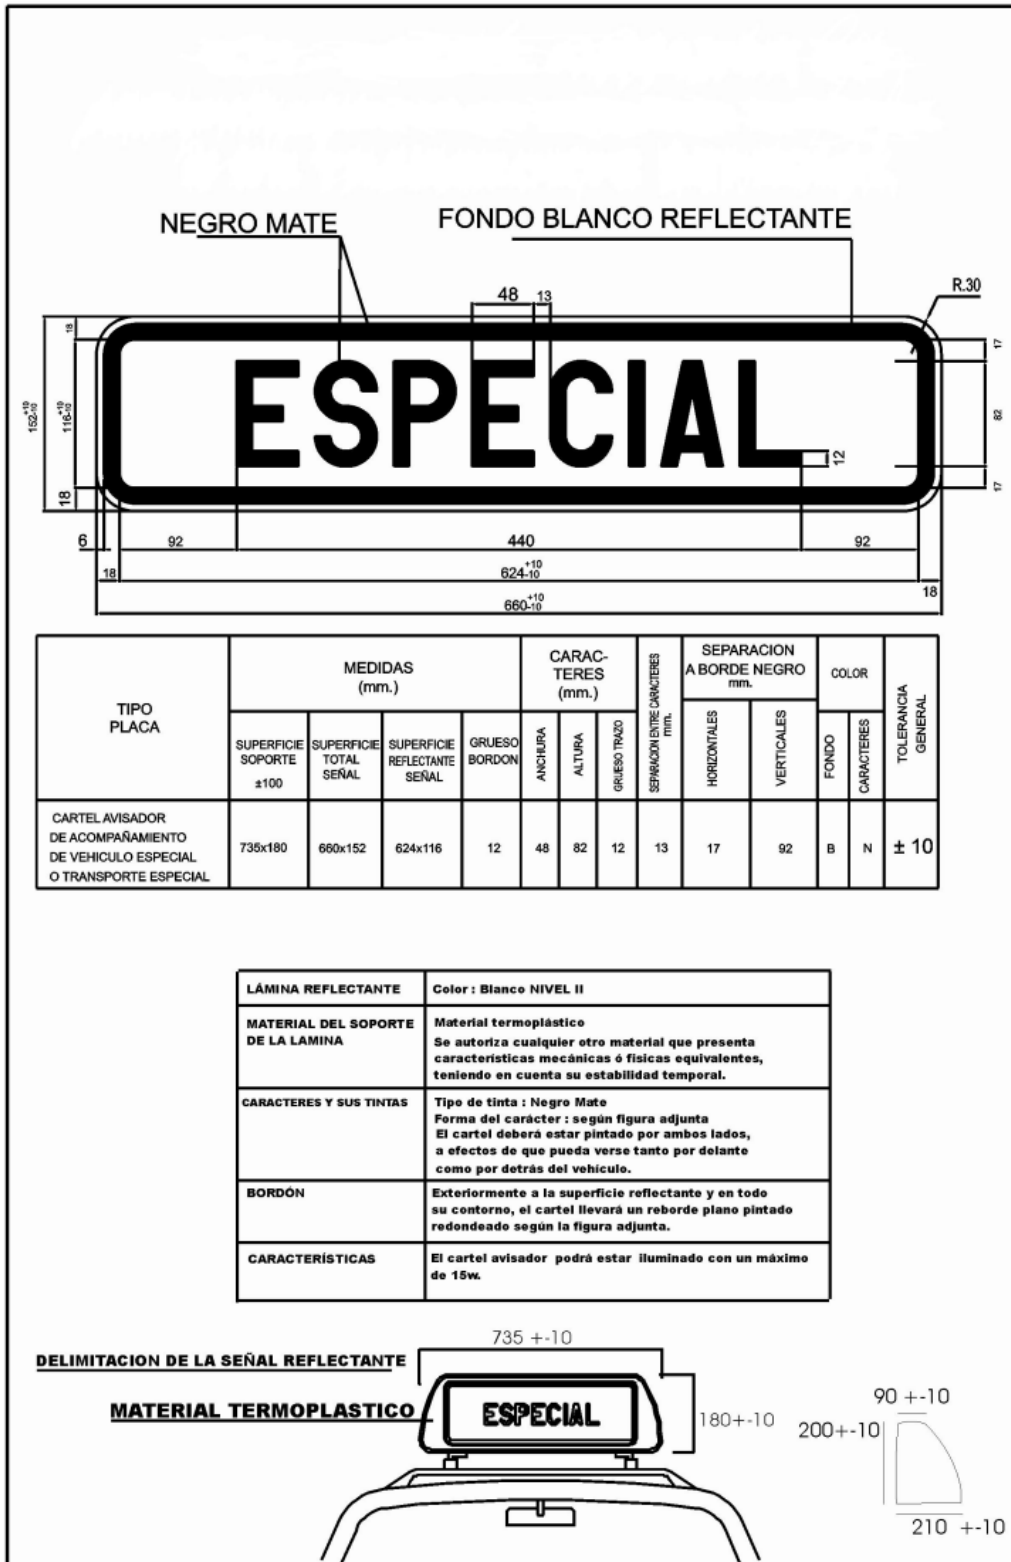 NEGRO MATE
FONDO BLANCO REFLECTANTE
48
13
R.30
18
17
152 +10 -10
116 +10 -10
ESPECIAL
82
12
18
17
6
92
440
92
18
624 +10 -10
18
660 +10 -10
TIPO PLACA
MEDIDAS (mm.)
CARAC-TERES (mm.)
SEPARACION ENTRE CARACTERES mm.
SEPARACION A BORDE NEGRO mm.
COLOR
TOLERANCIA GENERAL
SUPERFICIE SOPORTE ±100
SUPERFICIE TOTAL SEÑAL
SUPERFICIE REFLECTANTE SEÑAL
GRUESO BORDON
ANCHURA
ALTURA
GRUESO TRAZO
HORIZONTALES
VERTICALES
FONDO
CARACTERES
CARTEL AVISADOR
DE ACOMPAÑAMIENTO
DE VEHICULO ESPECIAL
O TRANSPORTE ESPECIAL
735x180
660x152
624x116
12
48
82
12
13
17
92
B
N
± 10
LÁMINA REFLECTANTE
Color : Blanco NIVEL II
MATERIAL DEL SOPORTE
DE LA LAMINA
Material termoplástico
Se autoriza cualquier otro material que presenta
características mecánicas ó fisicas equivalentes,
teniendo en cuenta su estabilidad temporal.
CARACTERES Y SUS TINTAS
Tipo de tinta : Negro Mate
Forma del carácter : según figura adjunta
El cartel deberá estar pintado por ambos lados,
a efectos de que pueda verse tanto por delante
como por detrás del vehículo.
BORDÓN
Exteriormente a la superficie reflectante y en todo
su contorno, el cartel llevará un reborde plano pintado
redondeado según la figura adjunta.
CARACTERÍSTICAS
El cartel avisador podrá estar iluminado con un máximo
de 15w.
735 +-10
DELIMITACION DE LA SEÑAL REFLECTANTE
MATERIAL TERMOPLASTICO
ESPECIAL
180+-10
90 +-10
200+-10
210 +-10